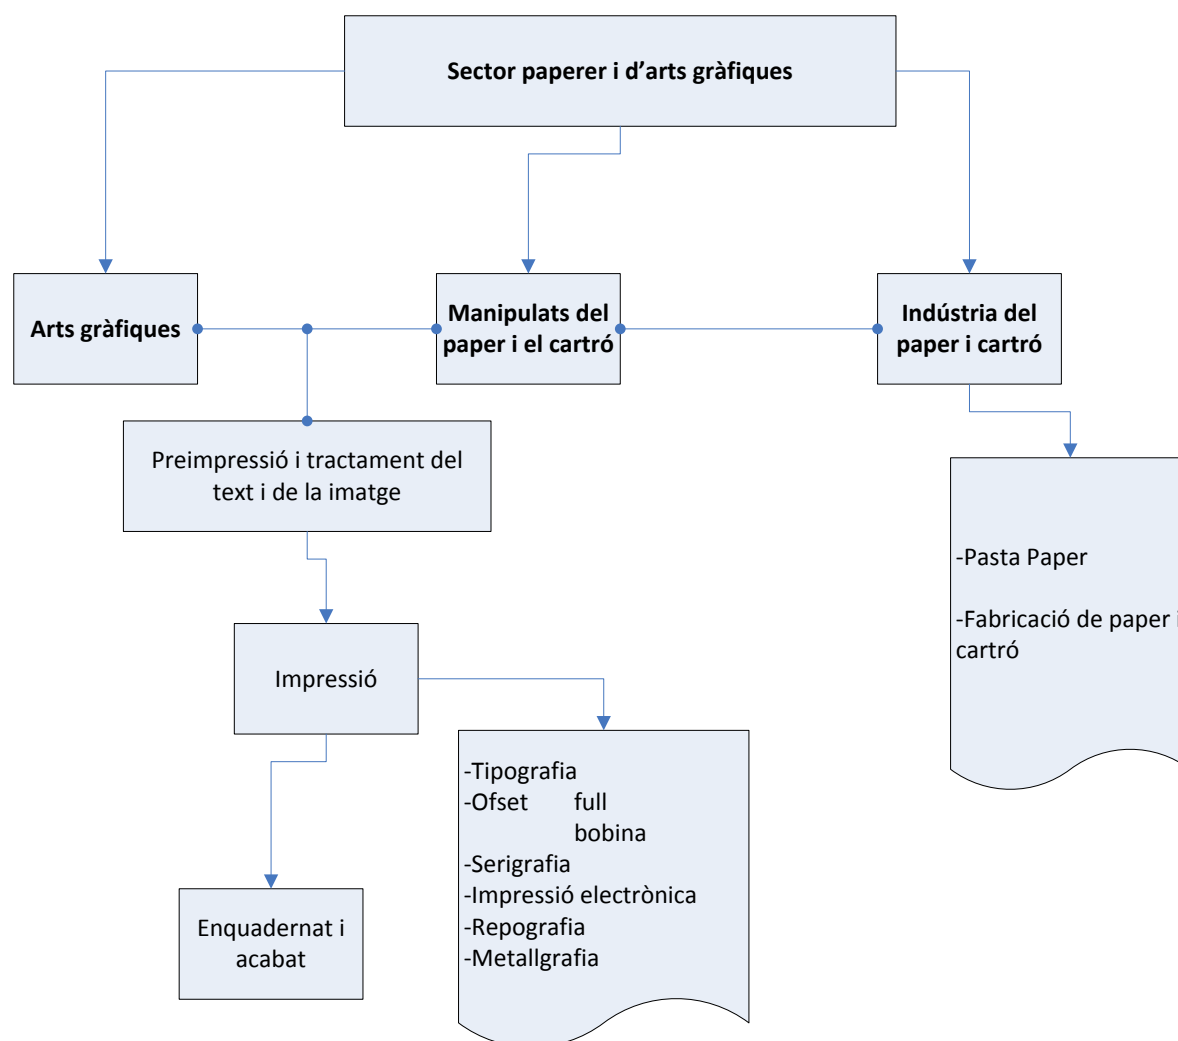 Sector paperer i d’arts gràfiques
Arts gràfiques
Manipulats del
paper i el cartró
Indústria del
paper i cartró
Preimpressió i tractament del
text i de la imatge
-Pasta Paper
-Fabricació de paper i
cartró
Impressió
-Tipografia
-Ofset full
bobina
-Serigrafia
-Impressió electrònica
-Repografia
-Metallgrafia
Enquadernat i
acabat